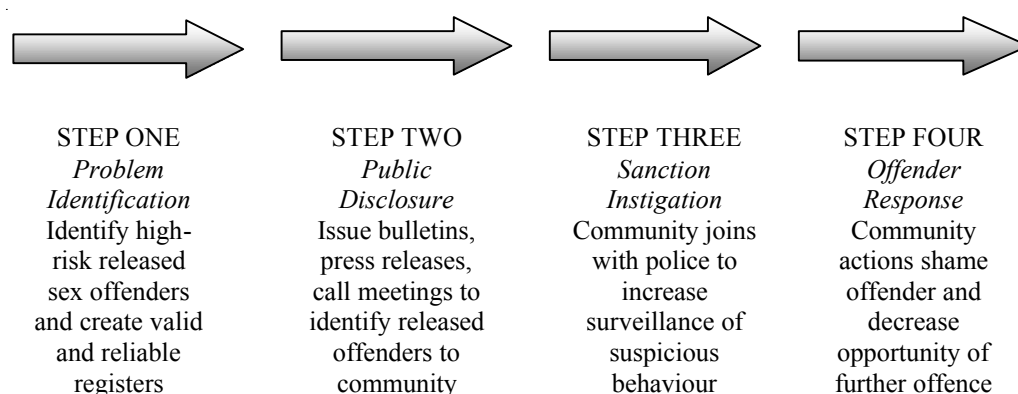 STEP ONE
Problem
Identification
Identify high-
risk released
sex offenders
and create valid
and reliable
registers
STEP TWO
Public
Disclosure
Issue bulletins,
press releases,
call meetings to
identify released
offenders to
community
STEP THREE
Sanction
Instigation
Community joins
with police to
increase
surveillance of
suspicious
behaviour
STEP FOUR
Offender
Response
Community
actions shame
offender and
decrease
opportunity of
further offence